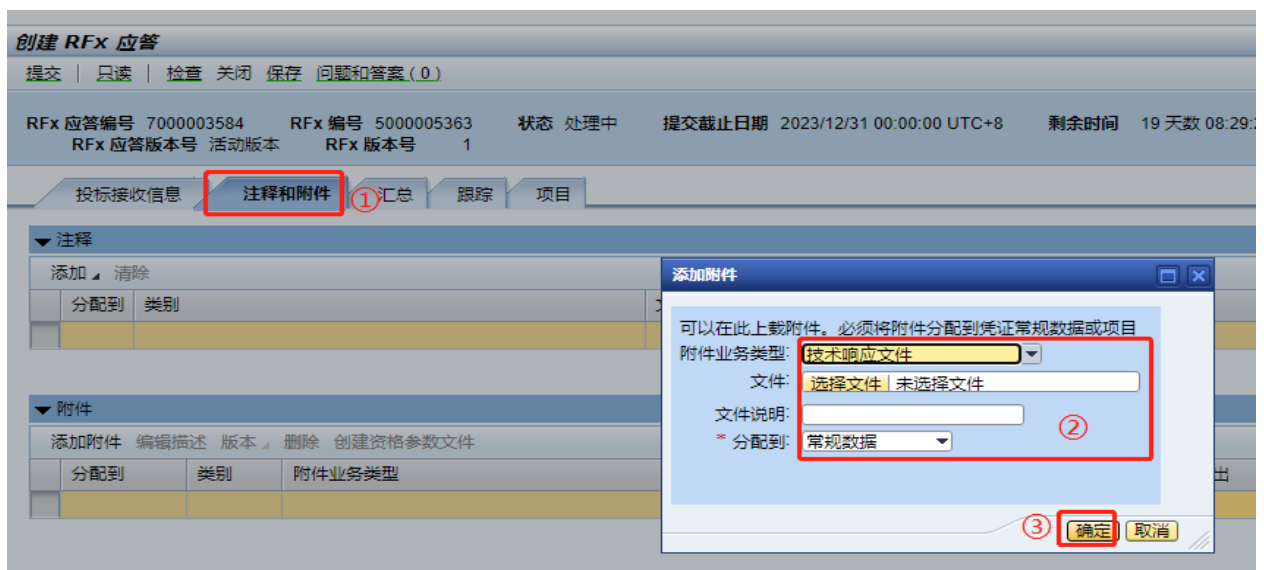 创建 RFx 应答
提交 | 只读 | 检查 关闭 保存 问题和答案 ( 0 )
RFx 应答编号 7000003584 RFx 编号 5000005363 状态 处理中 提交截止日期 2023/12/31 00:00:00 UTC+8 剩余时间 19 天数 08:29:
RFx 应答版本号 活动版本 RFx 版本号 1
投标接收信息 注释和附件 ① 汇总 跟踪 项目
注释
添加 清除
分配到 类别
附件
添加附件 编辑描述 版本 删除 创建资格参数文件
分配到 类别 附件业务类型
出
添加附件
可以在此上载附件。必须将附件分配到凭证常规数据或项目
附件业务类型: 技术响应文件
文件: 选择文件 未选择文件
文件说明:
* 分配到: 常规数据
②
③ 确定 取消